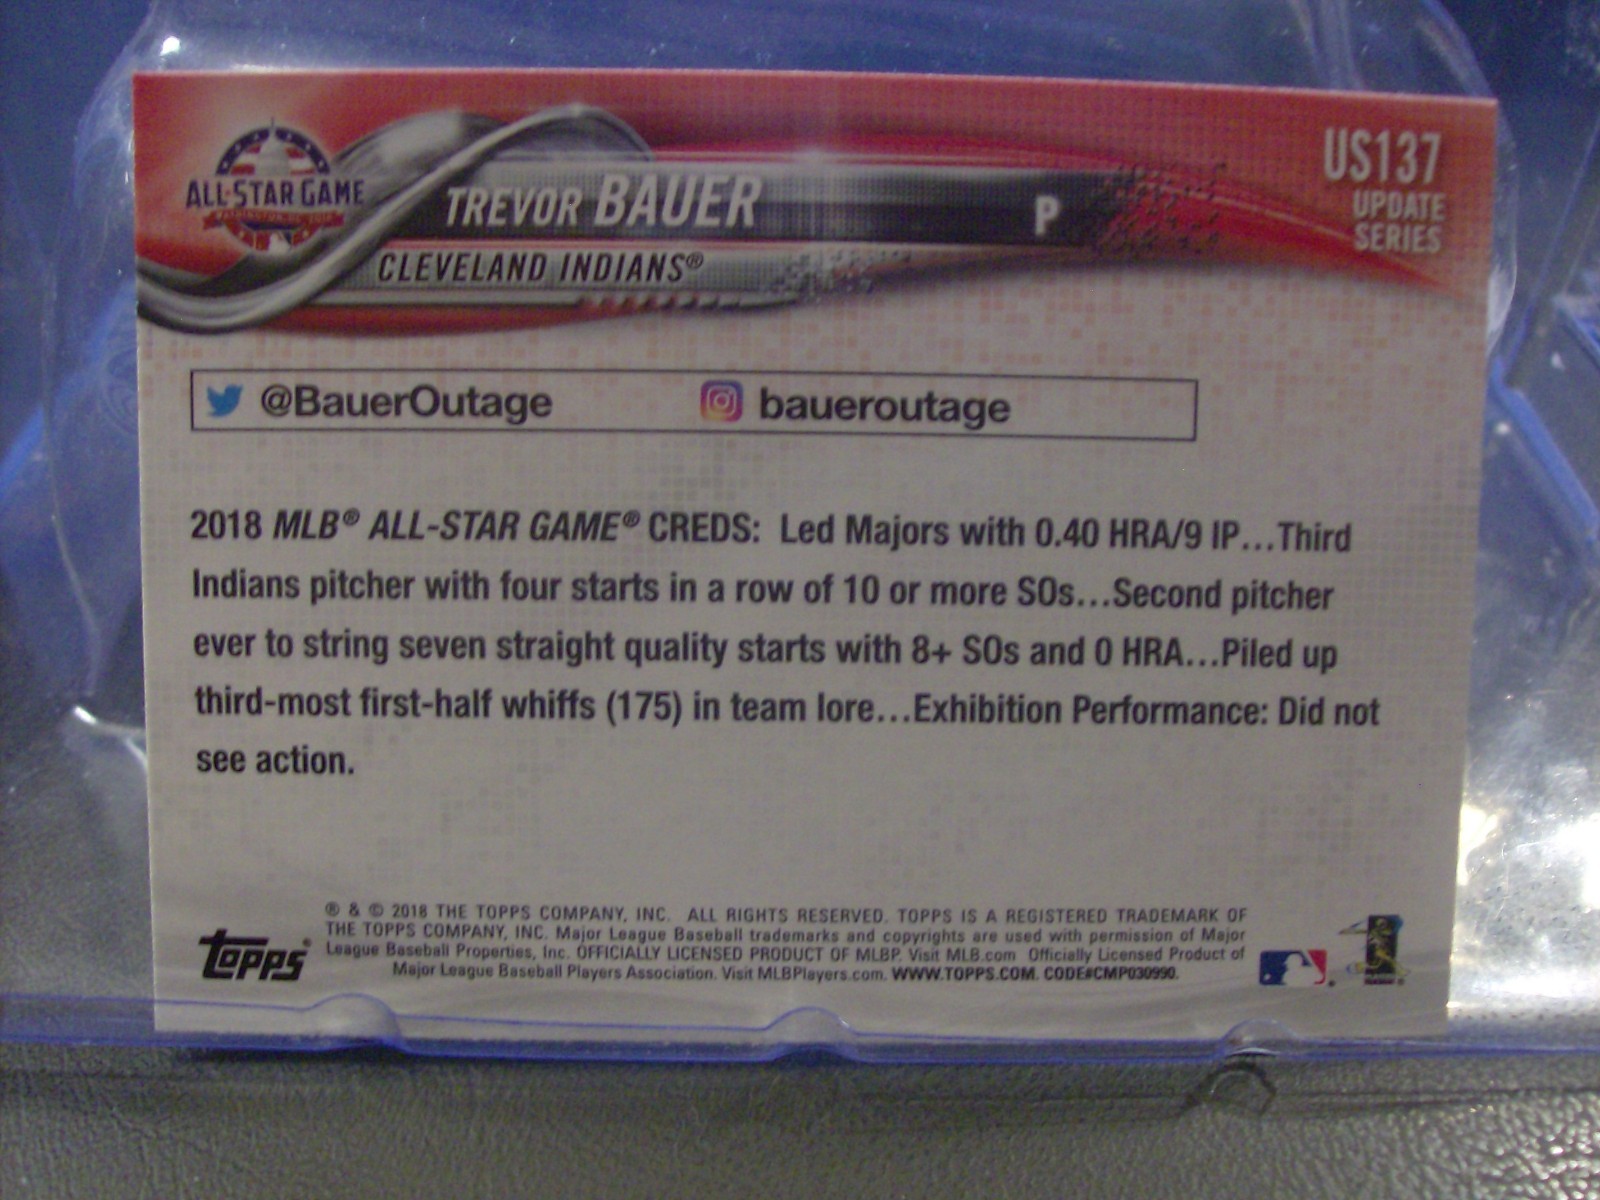 US137
UPDATE
SERIES
ALL-STAR GAME
WASHINGTON, DC 2018
TREVOR BAUER P
CLEVELAND INDIANS®
@BauerOutage baueroutage
2018 MLB® ALL-STAR GAME® CREDS: Led Majors with 0.40 HRA/9 IP...Third
Indians pitcher with four starts in a row of 10 or more SOs...Second pitcher
ever to string seven straight quality starts with 8+ SOs and 0 HRA...Piled up
third-most first-half whiffs (175) in team lore...Exhibition Performance: Did not
see action.
® & © 2018 THE TOPPS COMPANY, INC. ALL RIGHTS RESERVED. TOPPS IS A REGISTERED TRADEMARK OF
THE TOPPS COMPANY, INC. Major League Baseball trademarks and copyrights are used with permission of Major
League Baseball Properties, Inc. OFFICIALLY LICENSED PRODUCT OF MLBP. Visit MLB.com Officially Licensed Product of
Major League Baseball Players Association. Visit MLBPlayers.com. WWW.TOPPS.COM. CODE#CMP030990.
topps®